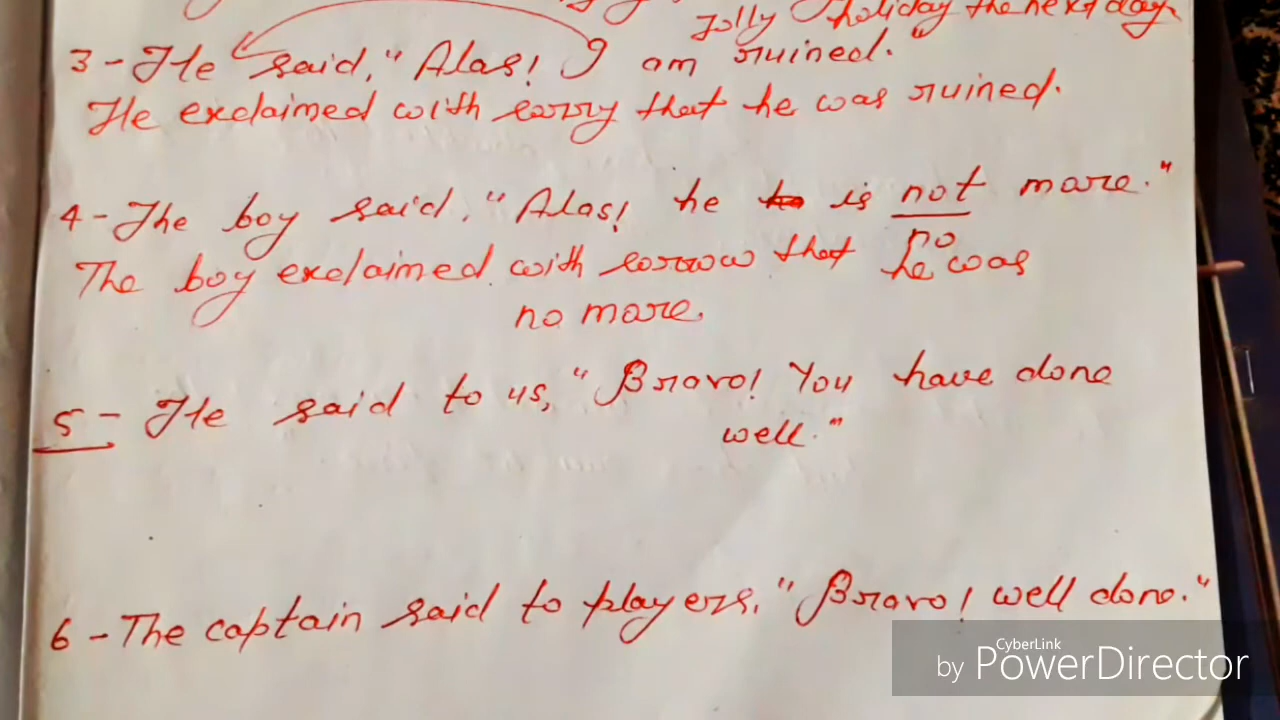 Jolly holiday the next day
3 - He said, "Alas! I am ruined."
He exclaimed with sorry that he was ruined.
4 - The boy said, "Alas! he is not more."
no
The boy exclaimed with sorrow that he was
no more.
5 - He said to us, "Bravo! You have done
well."
6 - The captain said to players, "Bravo! well done."
CyberLink
by PowerDirector